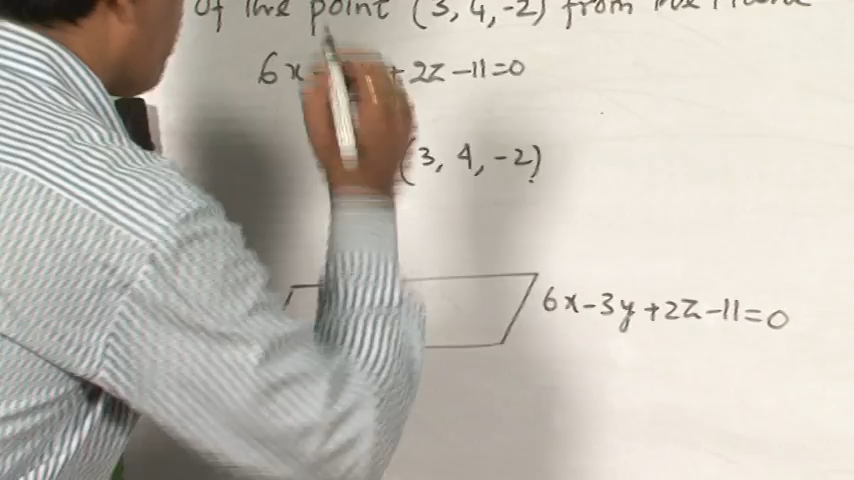 of the point (3, 4, -2) from the Plane
6x + 2z - 11 = 0
(3, 4, -2)
6x - 3y + 2z - 11 = 0